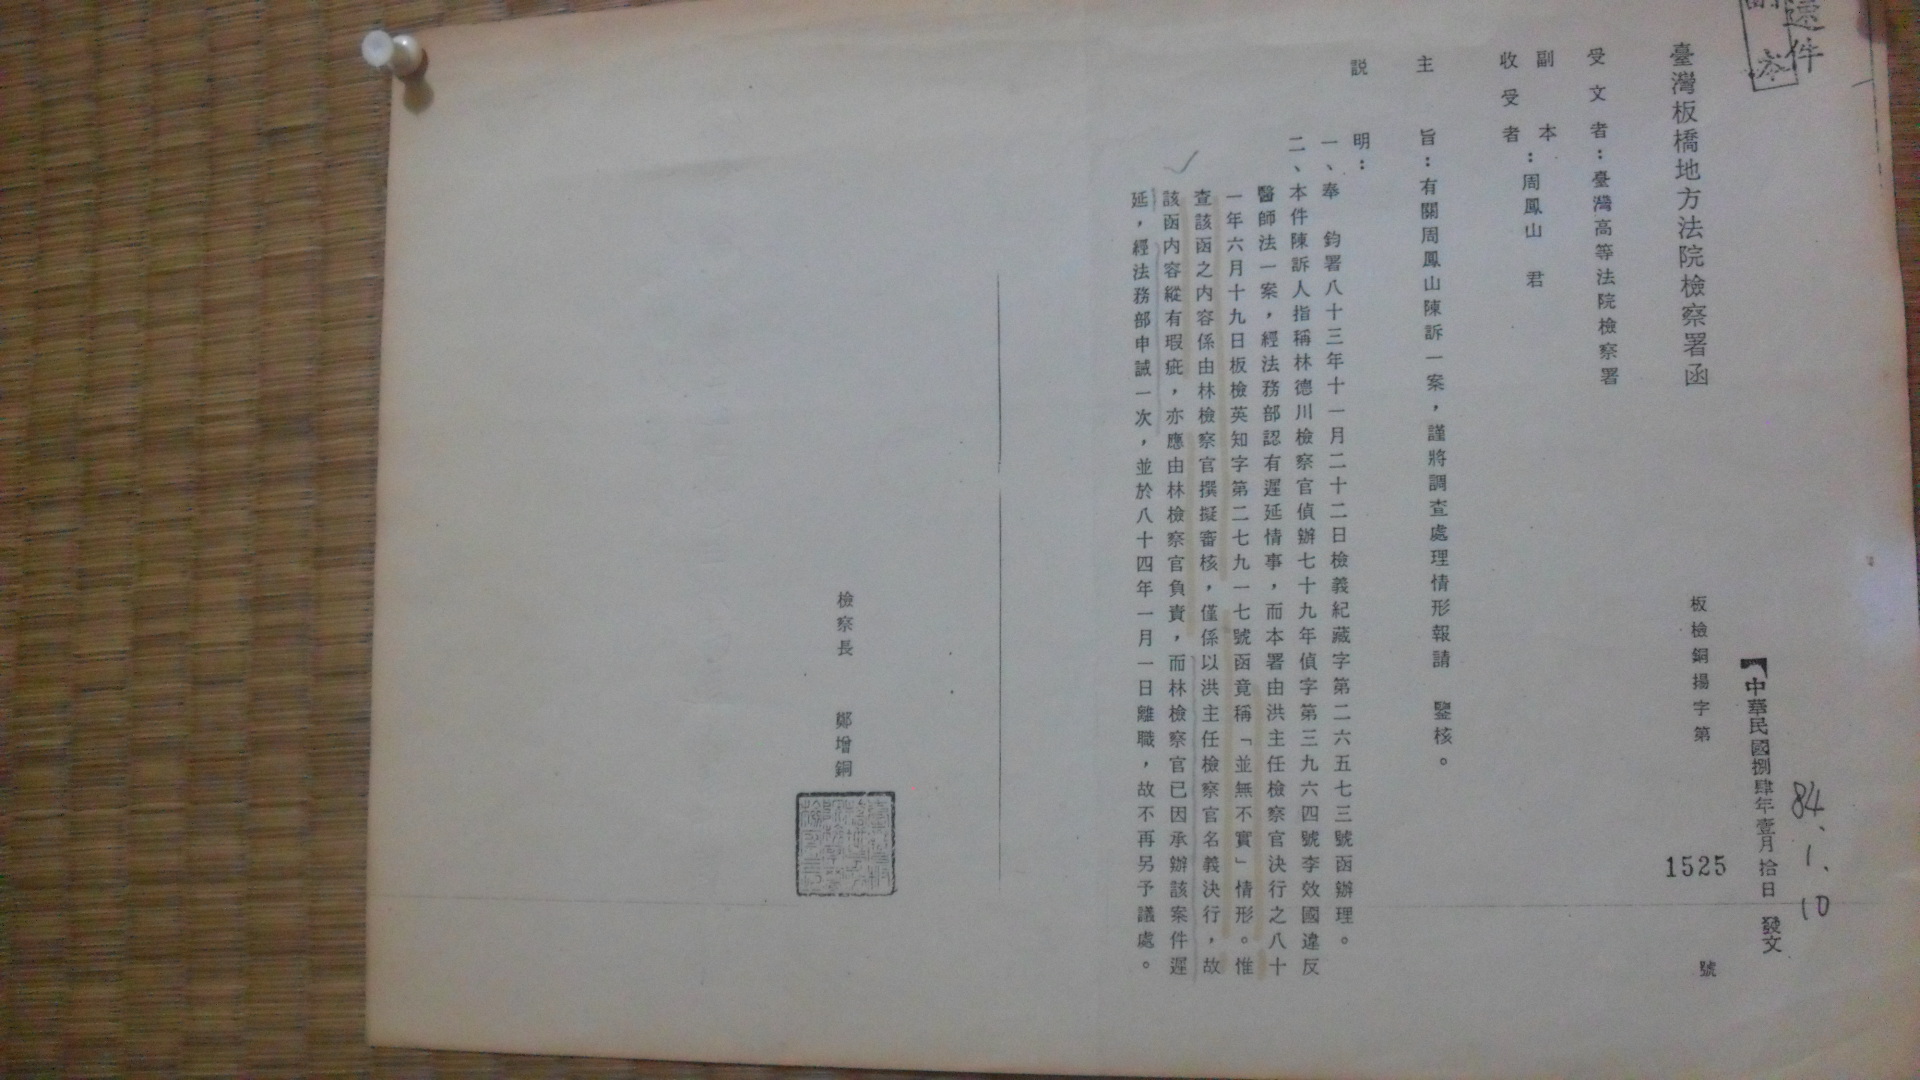 速件
副本
84.1.10
中華民國捌肆年壹月拾日 發文
臺灣板橋地方法院檢察署函
板檢銅揚字第 1525 號
受文者：臺灣高等法院檢察署
副本
收受者：周鳳山 君
主旨：有關周鳳山陳訴一案，謹將調查處理情形報請 鑒核。
說明：
一、奉 鈞署八十三年十一月二十二日檢義紀藏字第二六五七三號函辦理。
二、本件陳訴人指稱林德川檢察官偵辦七十九年偵字第三九六四號李效國違反
醫師法一案，經法務部認有遲延情事，而本署由洪主任檢察官決行之八十
一年六月十九日板檢英知字第二七九一七號函竟稱「並無不實」情形。惟
查該函之內容係由林檢察官撰擬審核，僅係以洪主任檢察官名義決行，故
該函內容縱有瑕疵，亦應由林檢察官負責，而林檢察官已因承辦該案件遲
延，經法務部申誡一次，並於八十四年一月一日離職，故不再另予議處。
檢察長 鄭增銅